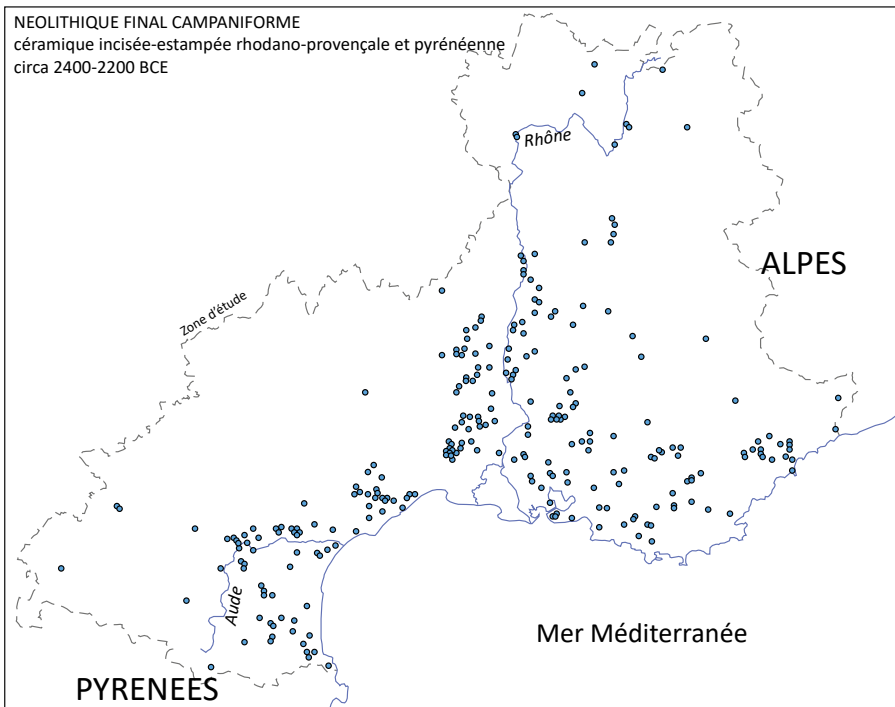 NEOLITHIQUE FINAL CAMPANIFORME
céramique incisée-estampée rhodano-provençale et pyrénéenne
circa 2400-2200 BCE
Rhône
ALPES
Zone d'étude
Aude
Mer Méditerranée
PYRENEES